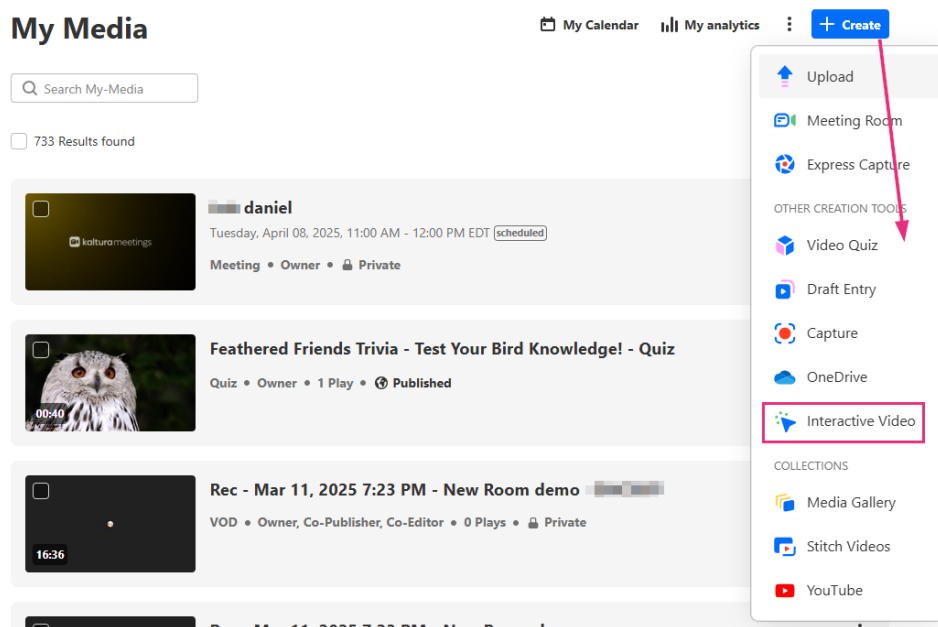 My Media
My Calendar
My analytics
Create
Search My-Media
733 Results found
kaltura meetings
daniel
Tuesday, April 08, 2025, 11:00 AM - 12:00 PM EDT scheduled
Meeting • Owner • Private
Feathered Friends Trivia - Test Your Bird Knowledge! - Quiz
Quiz • Owner • 1 Play • Published
00:40
Rec - Mar 11, 2025 7:23 PM - New Room demo
VOD • Owner, Co-Publisher, Co-Editor • 0 Plays • Private
16:36
Upload
Meeting Room
Express Capture
OTHER CREATION TOOLS
Video Quiz
Draft Entry
Capture
OneDrive
Interactive Video
COLLECTIONS
Media Gallery
Stitch Videos
YouTube